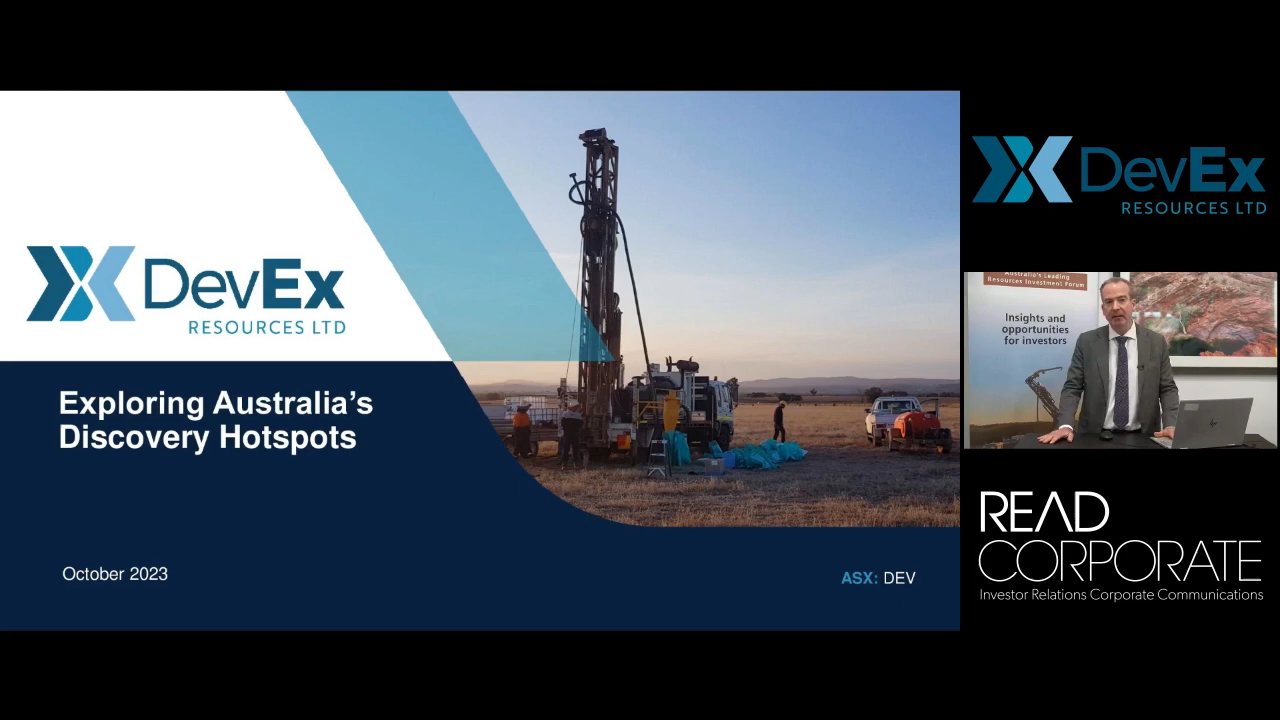 DevEx
RESOURCES LTD
Exploring Australia's
Discovery Hotspots
October 2023
ASX: DEV
DevEx
RESOURCES LTD
Australia's Leading
Resources Investment Forum
Insights and
opportunities
for investors
READ
CORPORATE
Investor Relations Corporate Communications